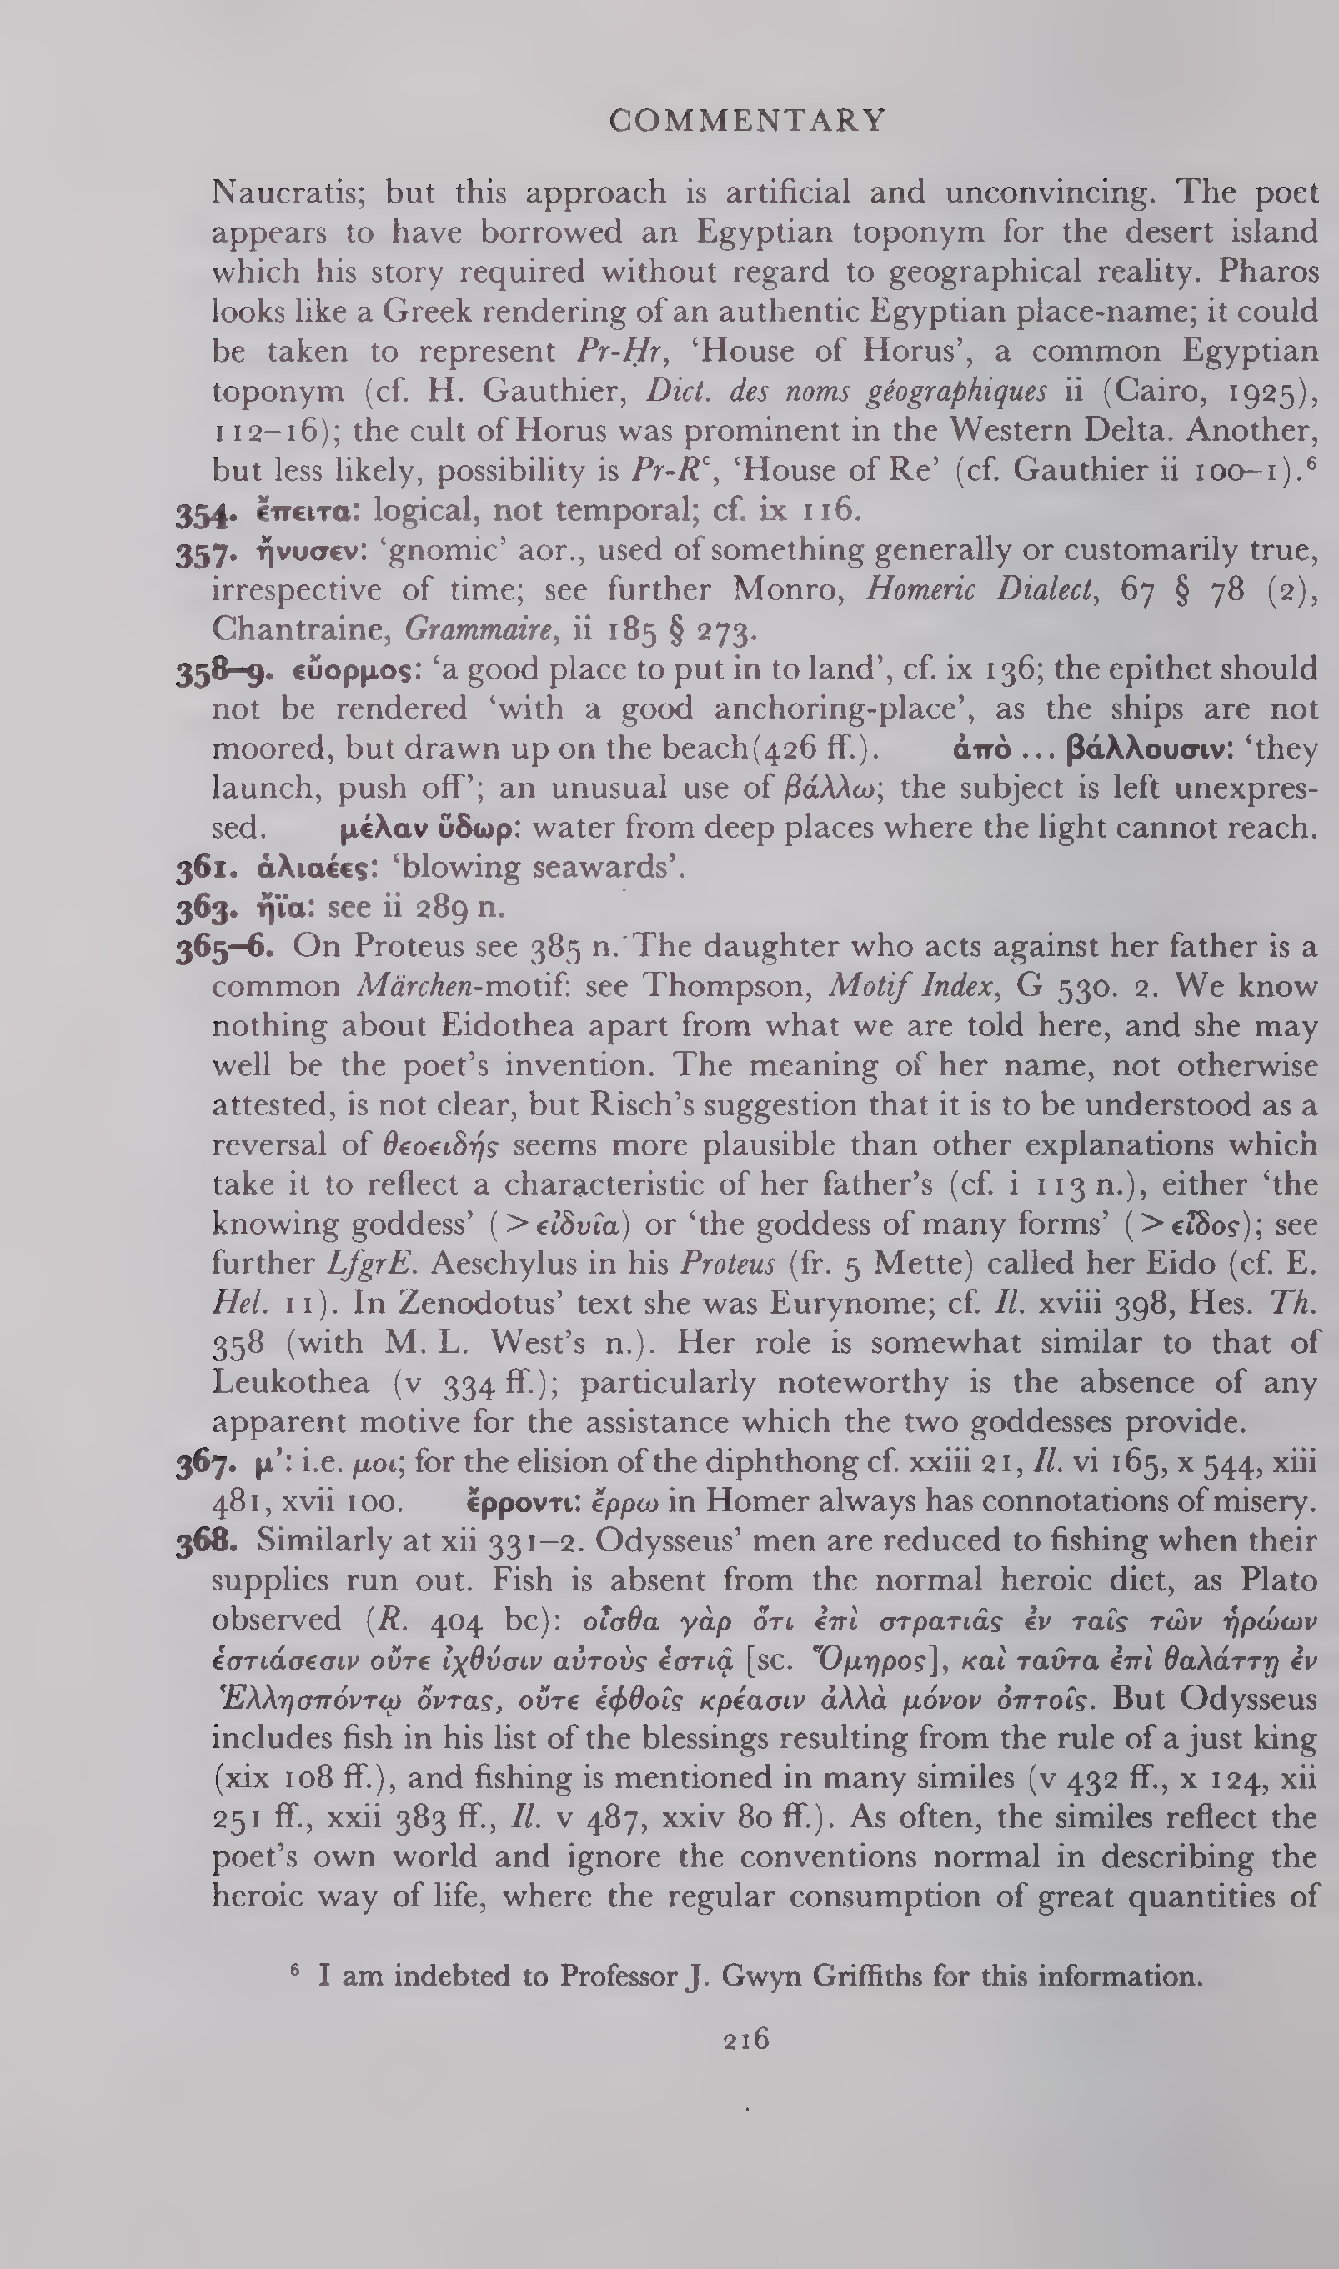 COMMENTARY
Naucratis; but this approach is artificial and unconvincing. The poet
appears to have borrowed an Egyptian toponym for the desert island
which his story required without regard to geographical reality. Pharos
looks like a Greek rendering of an authentic Egyptian place-name; it could
be taken to represent Pr-Ḥr, ‘House of Horus’, a common Egyptian
toponym (cf. H. Gauthier, Dict. des noms géographiques ii (Cairo, 1925),
112–16); the cult of Horus was prominent in the Western Delta. Another,
but less likely, possibility is Pr-Rꜥ, ‘House of Re’ (cf. Gauthier ii 100–1).⁶
354. ἔπειτα: logical, not temporal; cf. ix 116.
357. ἤνυσεν: ‘gnomic’ aor., used of something generally or customarily true,
irrespective of time; see further Monro, Homeric Dialect, 67 § 78 (2),
Chantraine, Grammaire, ii 185 § 273.
358–9. εὔορμος: ‘a good place to put in to land’, cf. ix 136; the epithet should
not be rendered ‘with a good anchoring-place’, as the ships are not
moored, but drawn up on the beach(426 ff.). ἀπὸ ... βάλλουσιν: ‘they
launch, push off’; an unusual use of βάλλω; the subject is left unexpres-
sed. μέλαν ὕδωρ: water from deep places where the light cannot reach.
361. ἁλιαέες: ‘blowing seawards’.
363. ἤϊα: see ii 289 n.
365–6. On Proteus see 385 n. The daughter who acts against her father is a
common Märchen-motif: see Thompson, Motif Index, G 530. 2. We know
nothing about Eidothea apart from what we are told here, and she may
well be the poet’s invention. The meaning of her name, not otherwise
attested, is not clear, but Risch’s suggestion that it is to be understood as a
reversal of θεοειδής seems more plausible than other explanations which
take it to reflect a characteristic of her father’s (cf. i 113 n.), either ‘the
knowing goddess’ (>εἰδυῖα) or ‘the goddess of many forms’ (>εἶδος); see
further LfgrE. Aeschylus in his Proteus (fr. 5 Mette) called her Eido (cf. E.
Hel. 11). In Zenodotus’ text she was Eurynome; cf. Il. xviii 398, Hes. Th.
358 (with M. L. West’s n.). Her role is somewhat similar to that of
Leukothea (v 334 ff.); particularly noteworthy is the absence of any
apparent motive for the assistance which the two goddesses provide.
367. μ’: i.e. μοι; for the elision of the diphthong cf. xxiii 21, Il. vi 165, x 544, xiii
481, xvii 100. ἔρροντι: ἔρρω in Homer always has connotations of misery.
368. Similarly at xii 331–2. Odysseus’ men are reduced to fishing when their
supplies run out. Fish is absent from the normal heroic diet, as Plato
observed (R. 404 bc): οἶσθα γὰρ ὅτι ἐπὶ στρατιᾶς ἐν ταῖς τῶν ἡρώων
ἑστιάσεσιν οὔτε ἰχθύσιν αὐτοὺς ἑστιᾷ [sc. Ὅμηρος], καὶ ταῦτα ἐπὶ θαλάττῃ ἐν
Ἑλλησπόντῳ ὄντας, οὔτε ἑφθοῖς κρέασιν ἀλλὰ μόνον ὀπτοῖς. But Odysseus
includes fish in his list of the blessings resulting from the rule of a just king
(xix 108 ff.), and fishing is mentioned in many similes (v 432 ff., x 124, xii
251 ff., xxii 383 ff., Il. v 487, xxiv 80 ff.). As often, the similes reflect the
poet’s own world and ignore the conventions normal in describing the
heroic way of life, where the regular consumption of great quantities of
⁶ I am indebted to Professor J. Gwyn Griffiths for this information.
216